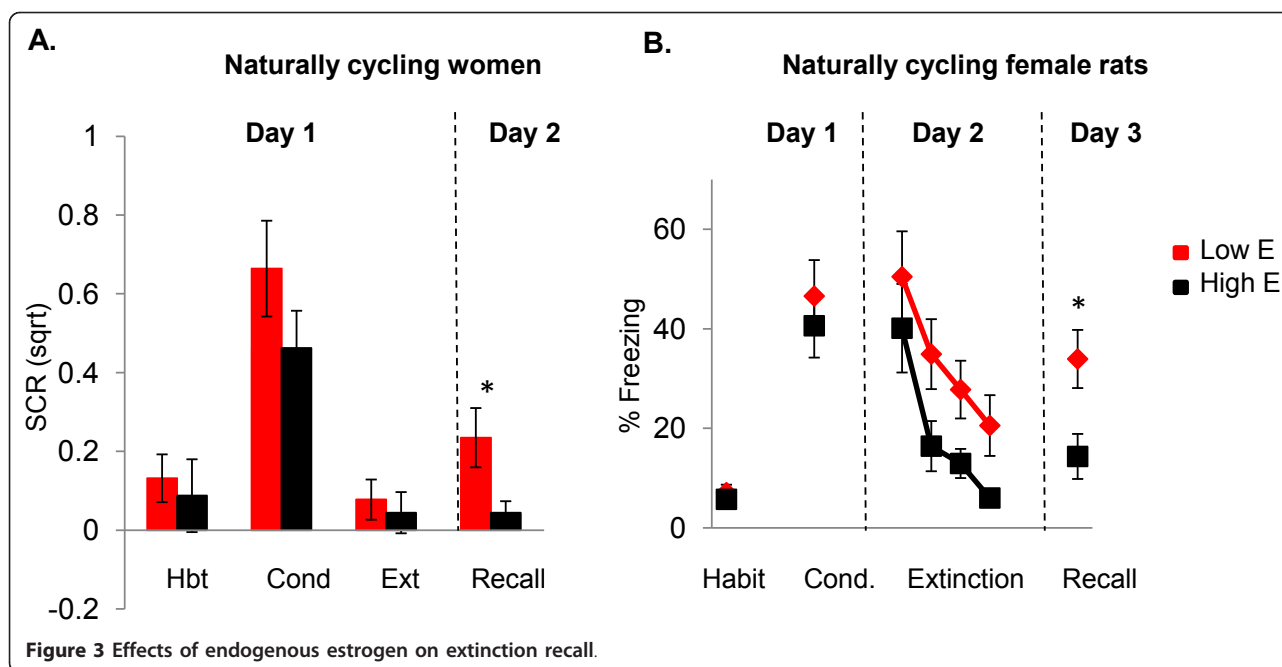 A.
Naturally cycling women
Day 1
Day 2
SCR (sqrt)
1
0.8
0.6
0.4
0.2
0
-0.2
*
Hbt
Cond
Ext
Recall
B.
Naturally cycling female rats
Day 1
Day 2
Day 3
% Freezing
60
40
20
0
*
Habit
Cond.
Extinction
Recall
Low E
High E
Figure 3 Effects of endogenous estrogen on extinction recall.